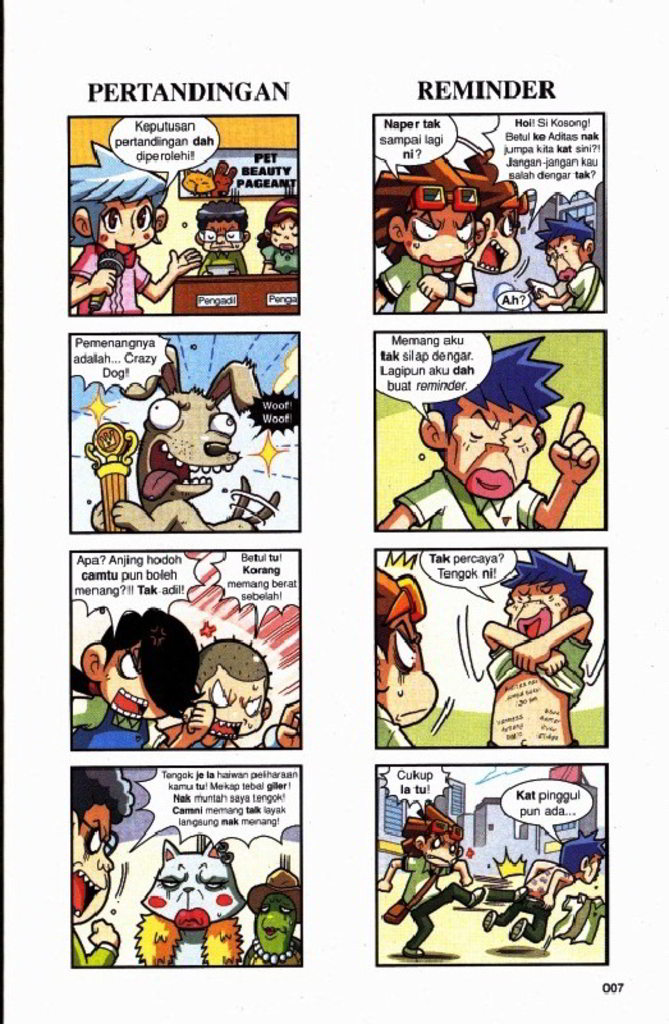 PERTANDINGAN
Keputusan
pertandingan dah
diperolehi!!
PET
BEAUTY
PAGEANT
Pengadil
Penga
Pemenangnya
adalah... Crazy
Dog!!
Woof!!
Woof!!
Apa? Anjing hodoh
camtu pun boleh
menang?!! Tak adil!
Betul tu!
Korang
memang berat
sebelah!
Tengok je la haiwan peliharaan
kamu tu! Mekap tebal giler!
Nak muntah saya tengok!
Camni memang talk layak
langsung mak menang!
REMINDER
Naper tak
sampai lagi
ni?
Hoi! Si Kosong!
Betul ke Aditas nak
jumpa kita kat sini?!
Jangan-jangan kau
salah dengar tak?
Ah?
Memang aku
tak silap dengar.
Lagipun aku dah
buat reminder.
Tak percaya?
Tengok ni!
Cukup
la tu!
Kat pinggul
pun ada...
007